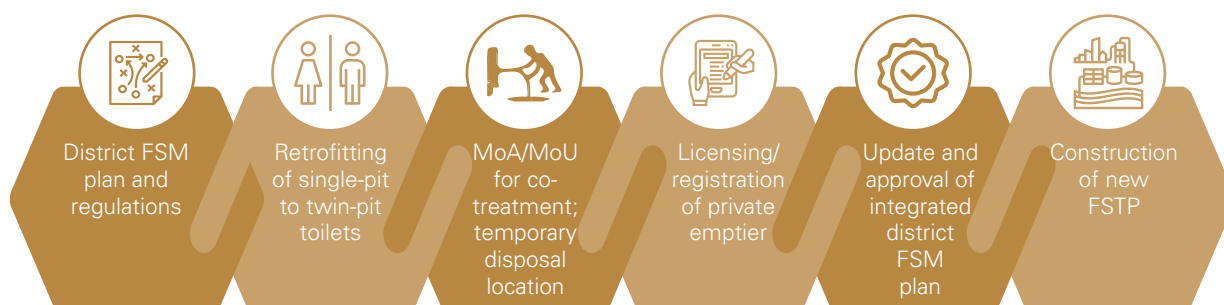 District FSM
plan and
regulations
Retrofitting
of single-pit
to twin-pit
toilets
MoA/MoU
for co-
treatment;
temporary
disposal
location
Licensing/
registration
of private
emptier
Update and
approval of
integrated
district
FSM
plan
Construction
of new
FSTP